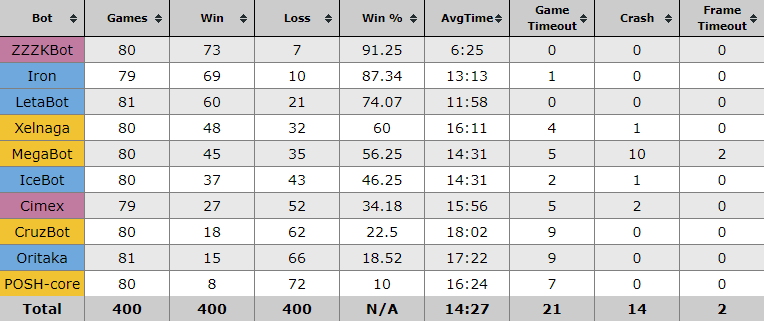 Bot Games Win Loss Win % AvgTime Game Timeout Crash Frame Timeout
ZZZKBot 80 73 7 91.25 6:25 0 0 0
Iron 79 69 10 87.34 13:13 1 0 0
LetaBot 81 60 21 74.07 11:58 0 0 0
Xelnaga 80 48 32 60 16:11 4 1 0
MegaBot 80 45 35 56.25 14:31 5 10 2
IceBot 80 37 43 46.25 14:31 2 1 0
Cimex 79 27 52 34.18 15:56 5 2 0
CruzBot 80 18 62 22.5 18:02 9 0 0
Oritaka 81 15 66 18.52 17:22 9 0 0
POSH-core 80 8 72 10 16:24 7 0 0
Total 400 400 400 N/A 14:27 21 14 2